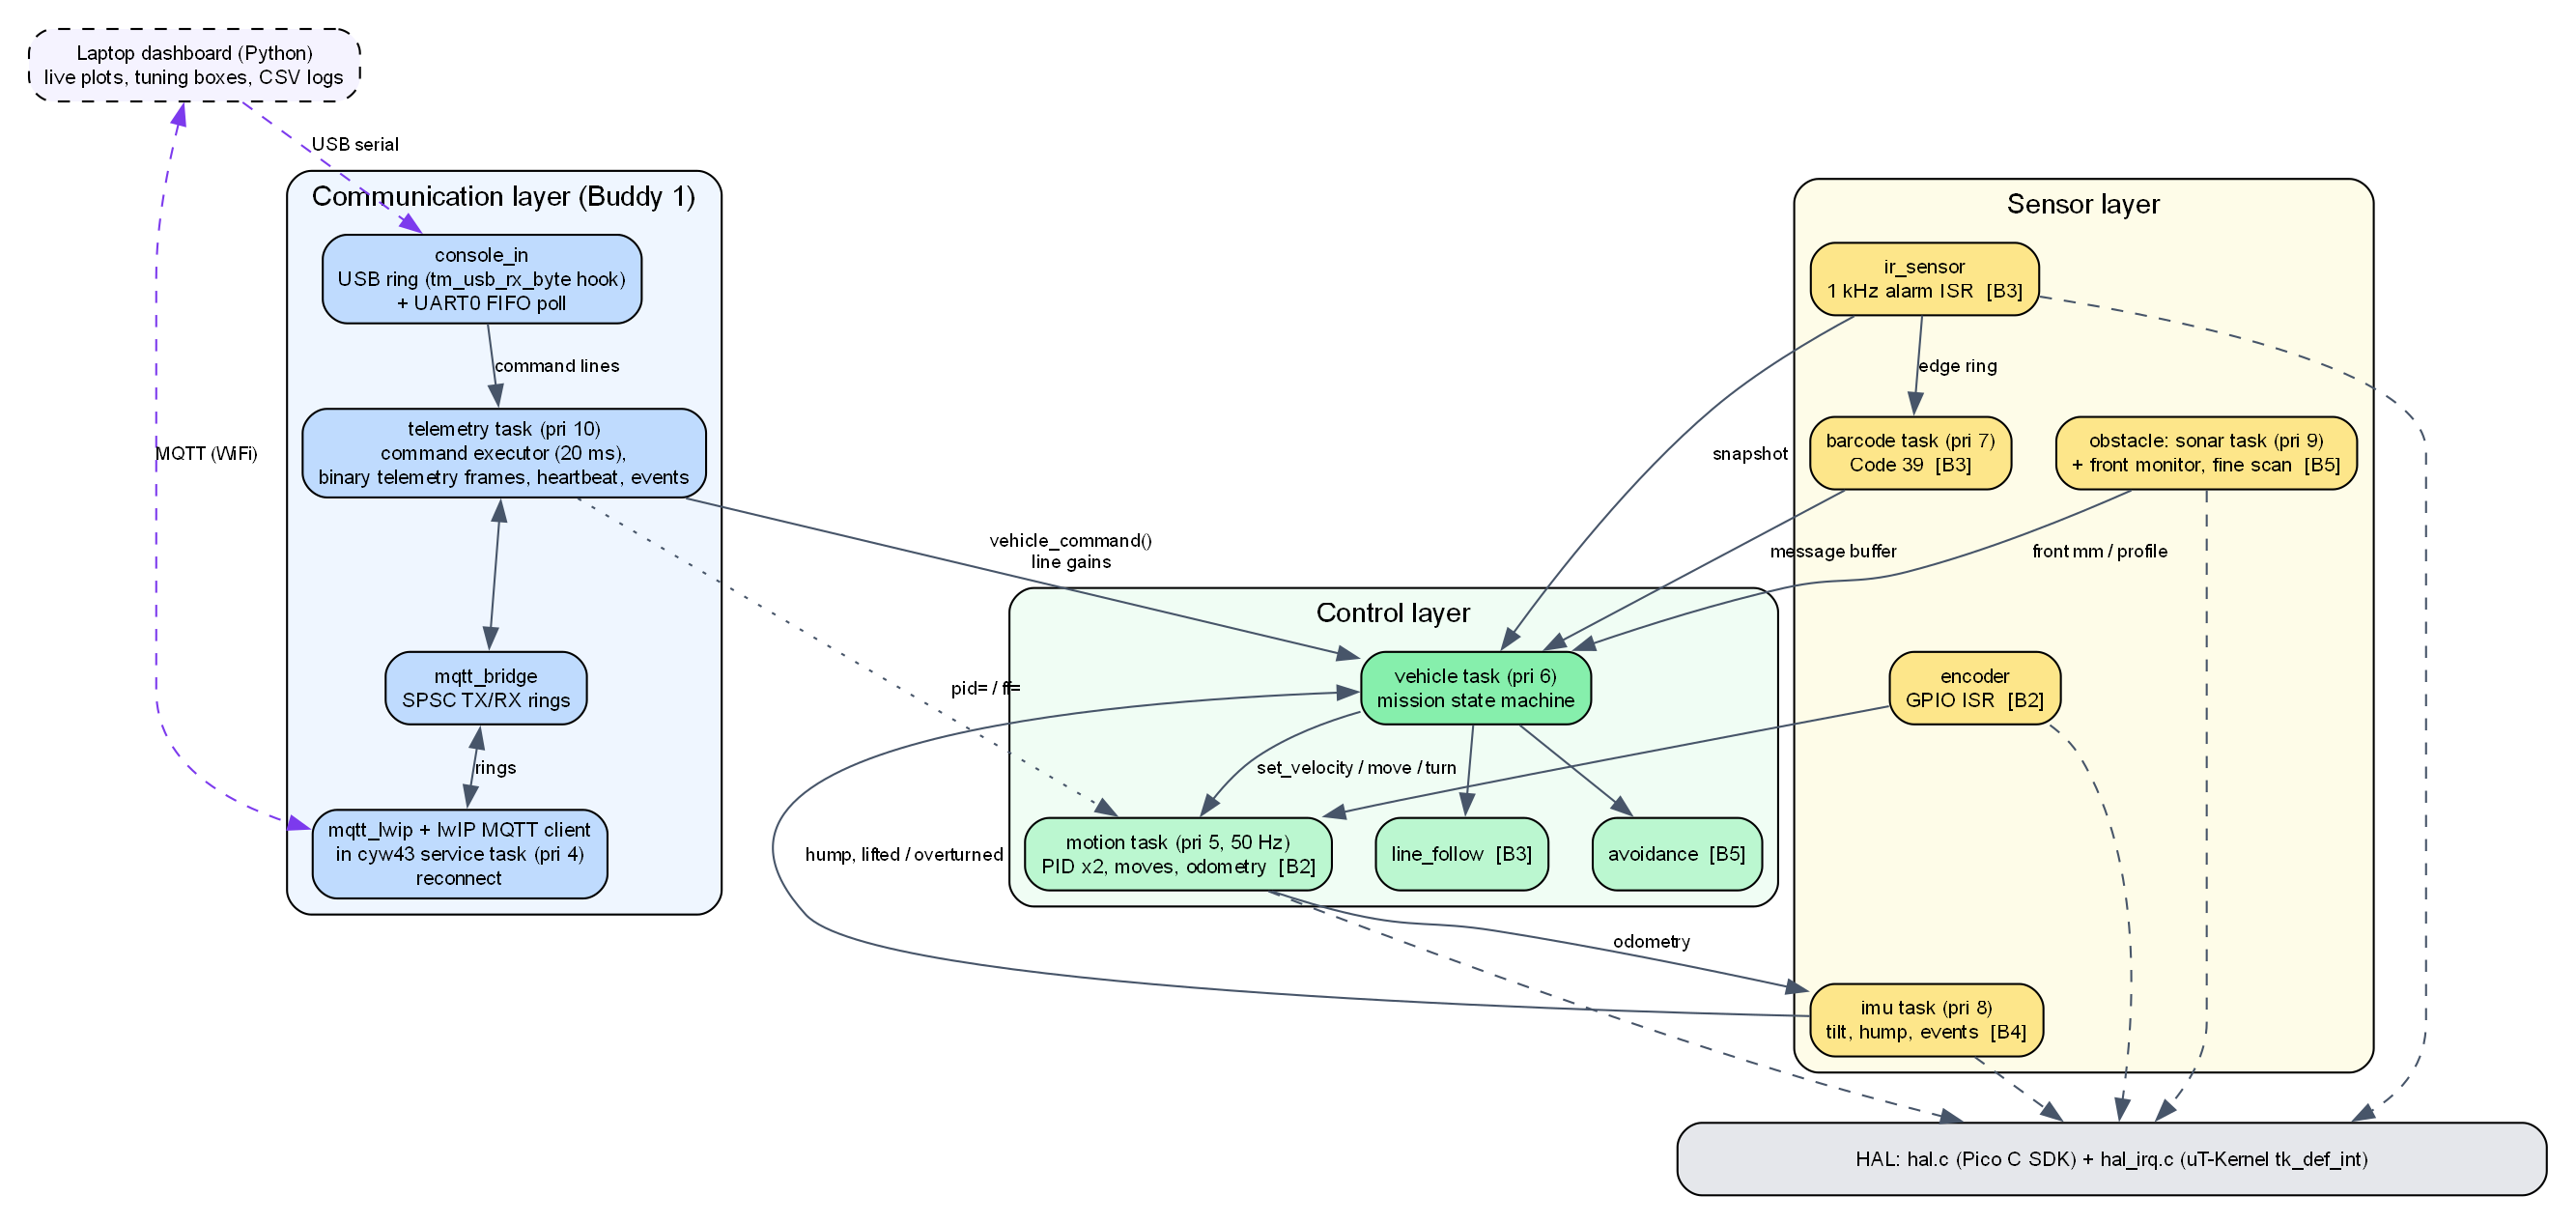 Laptop dashboard (Python)
live plots, tuning boxes, CSV logs
USB serial
Communication layer (Buddy 1)
console_in
USB ring (tm_usb_rx_byte hook)
+ UART0 FIFO poll
command lines
telemetry task (pri 10)
command executor (20 ms),
binary telemetry frames, heartbeat, events
MQTT (WiFi)
mqtt_bridge
SPSC TX/RX rings
rings
mqtt_lwip + lwIP MQTT client
in cyw43 service task (pri 4)
reconnect
vehicle_command()
line gains
pid= / ff=
Control layer
vehicle task (pri 6)
mission state machine
set_velocity / move / turn
hump, lifted / overturned
motion task (pri 5, 50 Hz)
PID x2, moves, odometry [B2]
line_follow [B3]
avoidance [B5]
odometry
Sensor layer
ir_sensor
1 kHz alarm ISR [B3]
snapshot
edge ring
barcode task (pri 7)
Code 39 [B3]
obstacle: sonar task (pri 9)
+ front monitor, fine scan [B5]
message buffer
front mm / profile
encoder
GPIO ISR [B2]
imu task (pri 8)
tilt, hump, events [B4]
HAL: hal.c (Pico C SDK) + hal_irq.c (uT-Kernel tk_def_int)